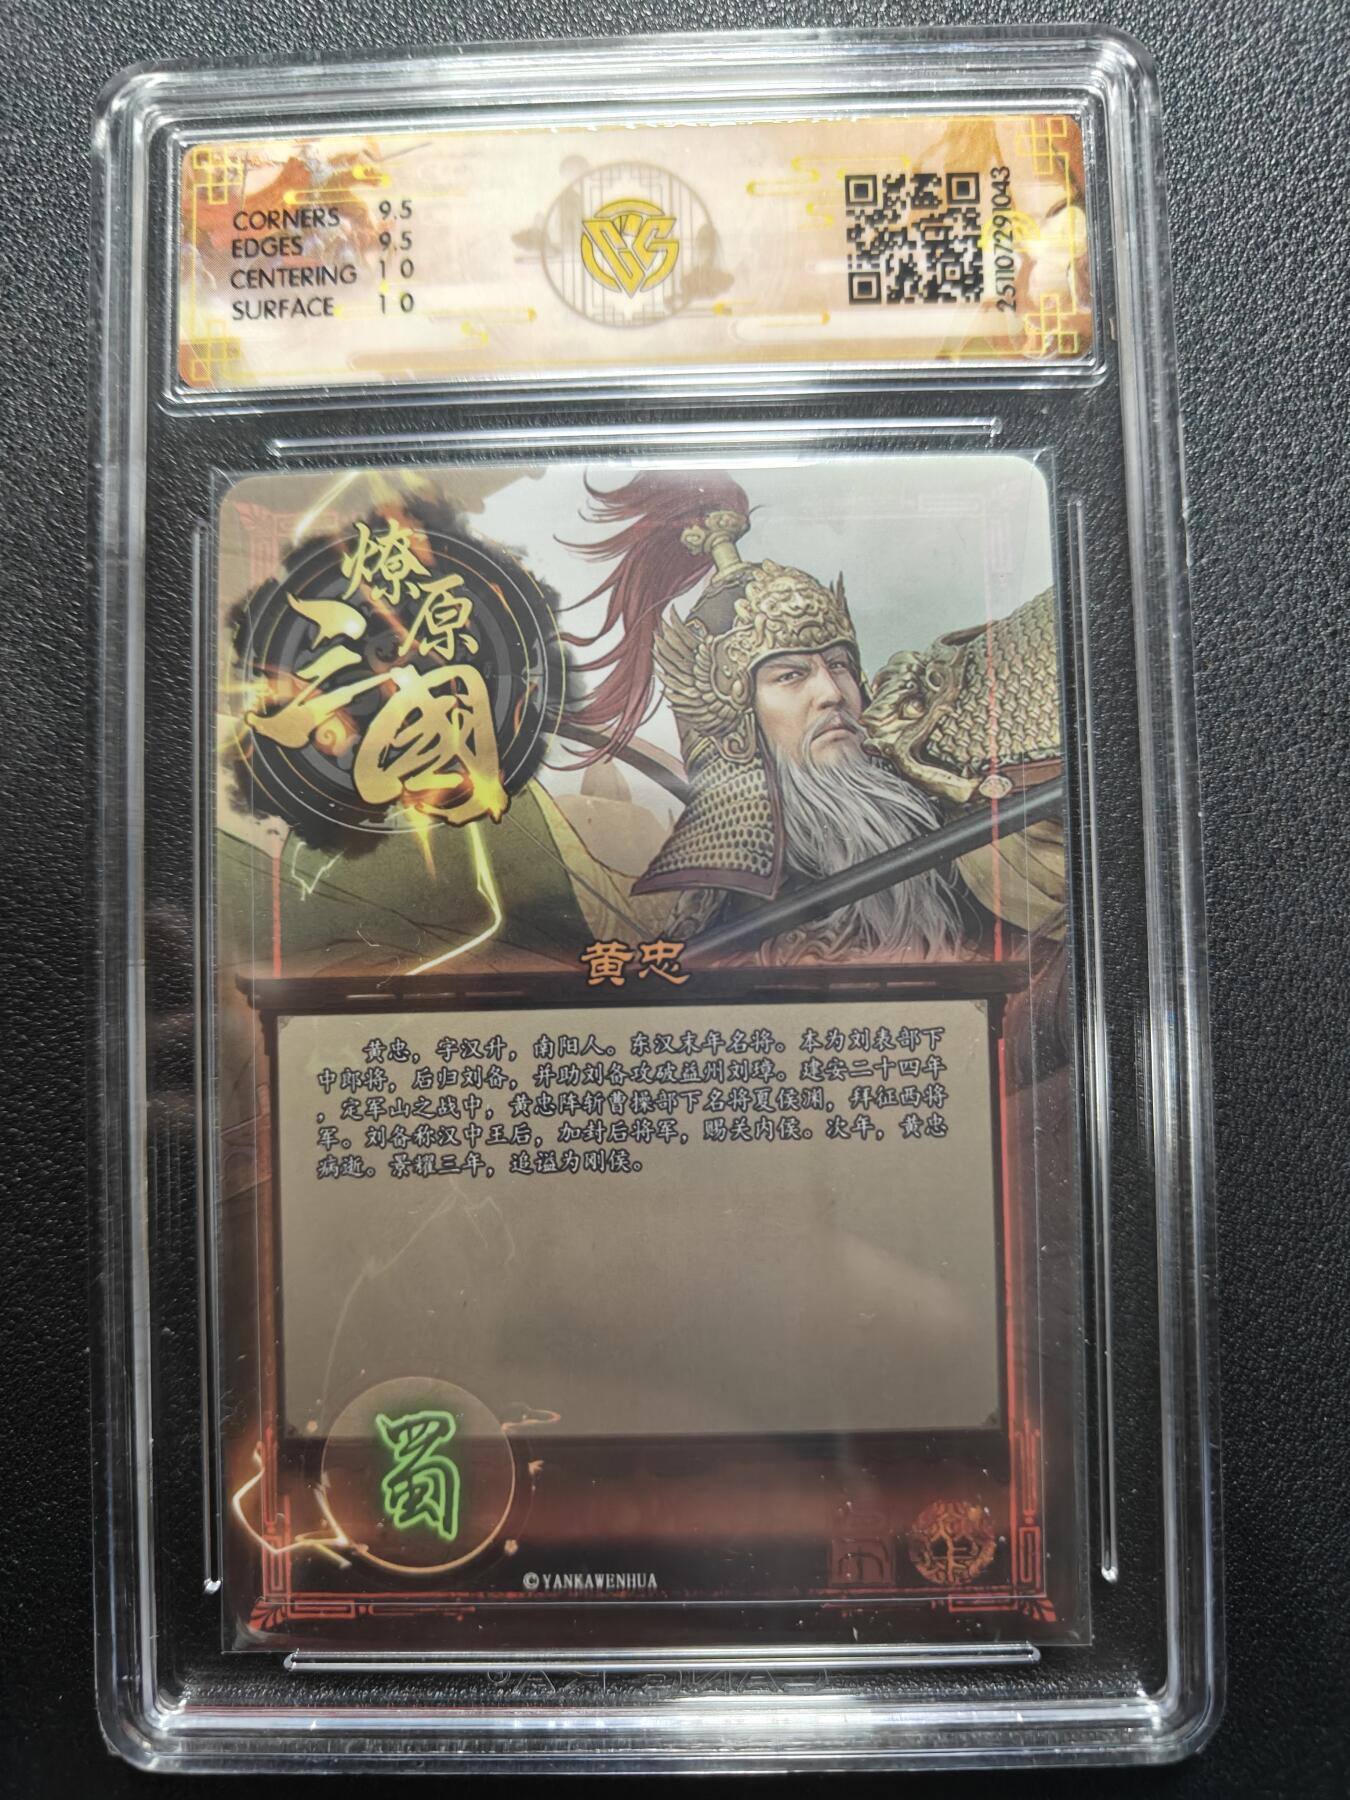 CORNERS 9.5
EDGES 9.5
CENTERING 10
SURFACE 10
CCS
251107291043
燎原
三國
黄忠
黄忠，字汉升，南阳人。东汉末年名将。本为刘表部下
中郎将，后归刘备，并助刘备攻破益州刘璋。建安二十四年
，定军山之战中，黄忠阵斩曹操部下名将夏侯渊，拜征西将
军。刘备称汉中王后，加封后将军，赐关内侯。次年，黄忠
病逝。景耀三年，追谥为刚侯。
蜀
©YANKAWENHUA